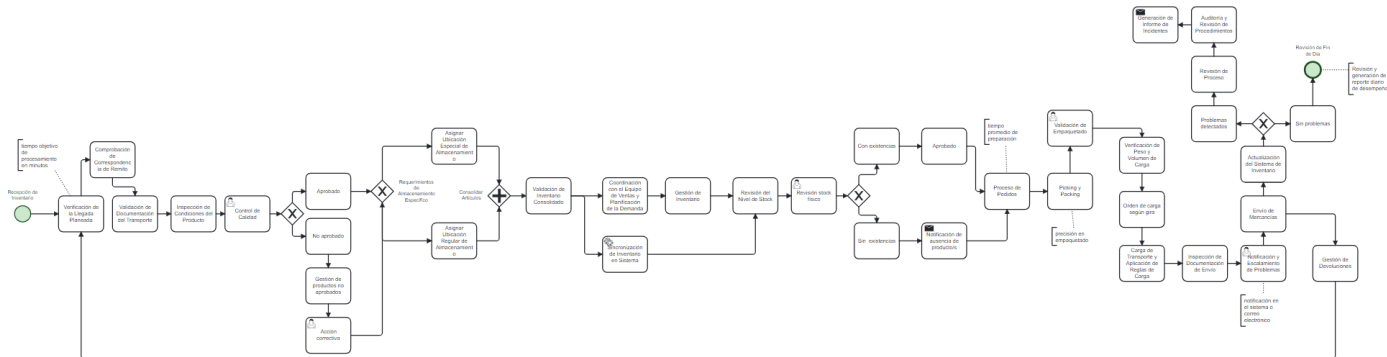 Recepción de
Inventario
tiempo objetivo
de
procesamiento
en minutos
Verificación de
la Llegada
Planeada
Comprobación
de
Correspondenc
ia de Remito
Validación de
Documentación
del Transporte
Inspección de
Condiciones del
Producto
Control de
Calidad
Aprobado
No aprobado
Gestión de
productos no
aprobados
Acción
correctiva
Requerimientos
de
Almacenamiento
Específico
Asignar
Ubicación
Especial de
Almacenamient
o
Asignar
Ubicación
Regular de
Almacenamient
o
Consolidar
Artículos
Validación de
Inventario
Consolidado
Coordinación
con el Equipo
de Ventas y
Planificación de
la Demanda
Sincronización
de Inventario
en Sistema
Gestión de
Inventario
Revisión del
Nivel de Stock
Revisión stock
físico
Con existencias
Aprobado
Sin existencias
Notificación de
ausencia de
producto/s
tiempo
promedio de
preparación
Proceso de
Pedidos
Picking y
Packing
precisión en
empaquetado
Validación de
Empaquetado
Verificación de
Peso y
Volumen de
Carga
Orden de carga
según gira
Carga de
Transporte y
Aplicación de
Reglas de
Carga
Inspección de
Documentación
de Envío
Notificación y
Escalamiento
de Problemas
notificación en
el sistema o
correo
electrónico
Envío de
Mercancías
Gestión de
Devoluciones
Actualización
del Sistema de
Inventario
Problemas
detectados
Sin problemas
Revisión de
Proceso
Auditoría y
Revisión de
Procedimientos
Generación de
Informe de
Incidentes
Revisión de Fin
de Día
Revisión y
generación de
reporte diario
de desempeño